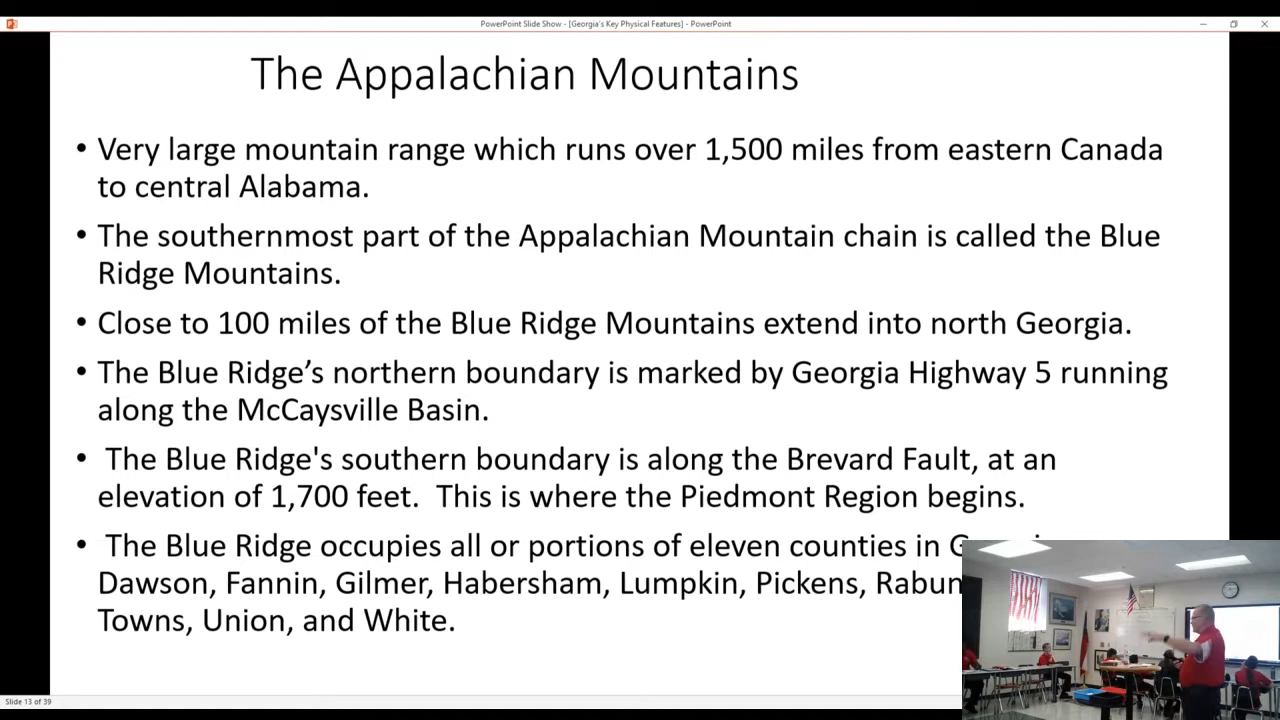 PowerPoint Slide Show - [Georgia's Key Physical Features] - PowerPoint
The Appalachian Mountains
• Very large mountain range which runs over 1,500 miles from eastern Canada
to central Alabama.
• The southernmost part of the Appalachian Mountain chain is called the Blue
Ridge Mountains.
• Close to 100 miles of the Blue Ridge Mountains extend into north Georgia.
• The Blue Ridge’s northern boundary is marked by Georgia Highway 5 running
along the McCaysville Basin.
• The Blue Ridge's southern boundary is along the Brevard Fault, at an
elevation of 1,700 feet. This is where the Piedmont Region begins.
• The Blue Ridge occupies all or portions of eleven counties in
Dawson, Fannin, Gilmer, Habersham, Lumpkin, Pickens, Rabun
Towns, Union, and White.
Slide 13 of 39